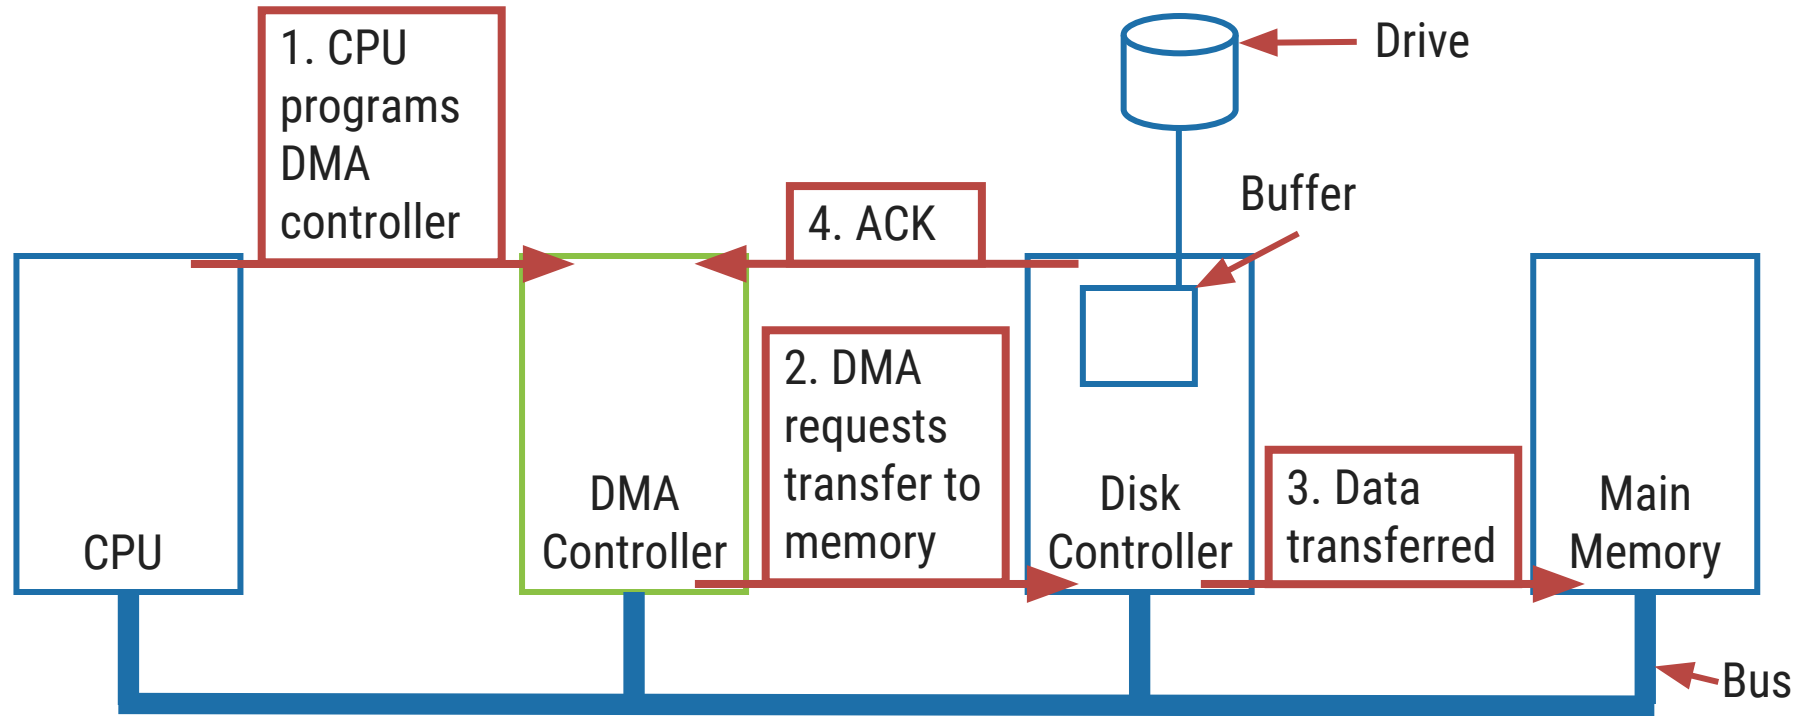 1. CPU
programs
DMA
controller
Drive
Buffer
4. ACK
2. DMA
requests
transfer to
memory
3. Data
transferred
CPU
DMA
Controller
Disk
Controller
Main
Memory
Bus